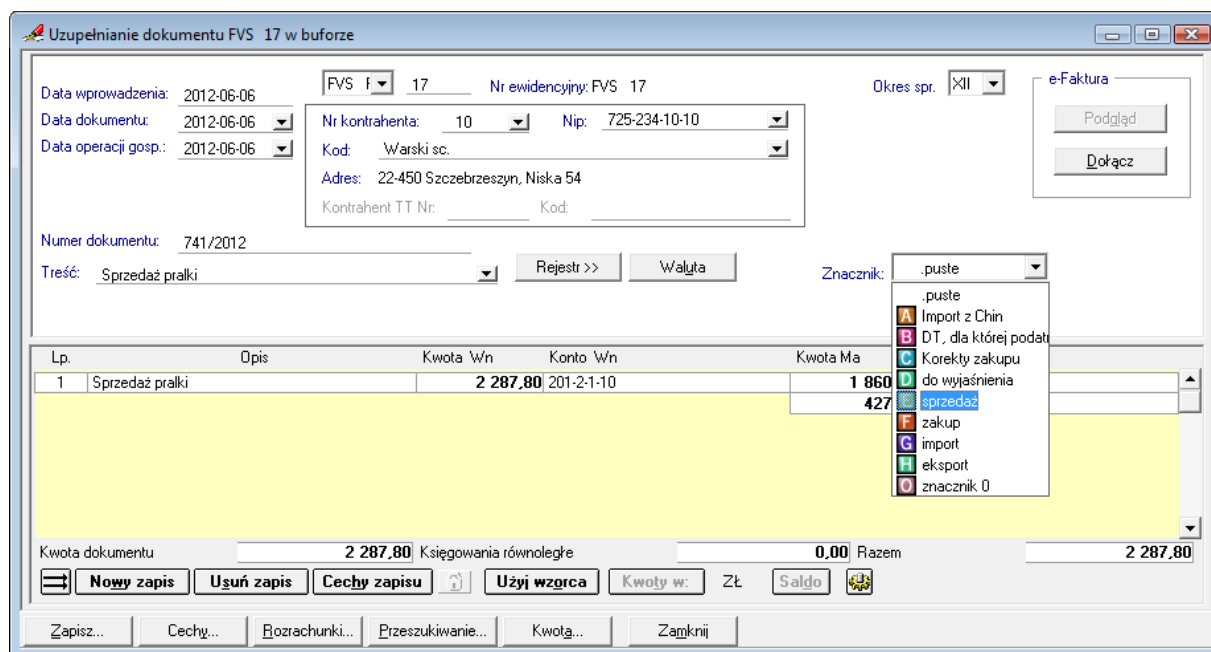 Uzupełnianie dokumentu FVS 17 w buforze
Data wprowadzenia: 2012-06-06
FVS F 17 Nr ewidencyjny: FVS 17
Okres spr. XII
e-Faktura
Data dokumentu: 2012-06-06
Nr kontrahenta: 10 Nip: 725-234-10-10
Podgląd
Data operacji gosp.: 2012-06-06
Kod: Warski sc.
Dołącz
Adres: 22-450 Szczebrzeszyn, Niska 54
Kontrahent TT Nr: Kod:
Numer dokumentu: 741/2012
Treść: Sprzedaż pralki
Rejestr >> Waluta
Znacznik: .puste
.puste
A Import z Chin
B DT, dla której podat
C Korekty zakupu
D do wyjaśnienia
sprzedaż
F zakup
G import
H eksport
O znacznik 0
Lp. Opis Kwota Wn Konto Wn Kwota Ma
1 Sprzedaż pralki 2 287,80 201-2-1-10 1 860
427
Kwota dokumentu 2 287,80 Księgowania równoległe 0,00 Razem 2 287,80
Nowy zapis Usuń zapis Cechy zapisu Użyj wzorca Kwoty w: ZŁ Saldo
Zapisz... Cechy... Rozrachunki... Przeszukiwanie... Kwota... Zamknij